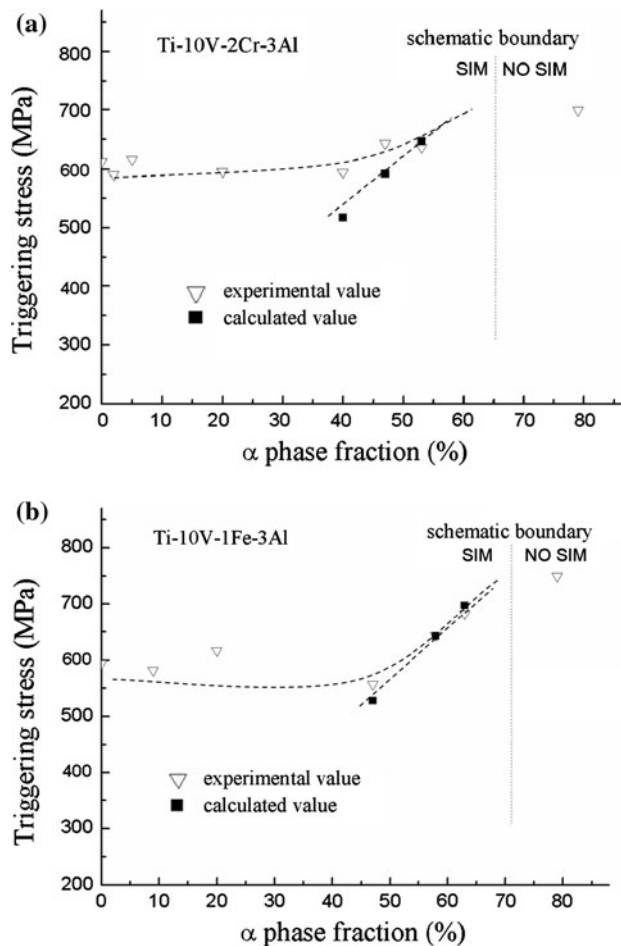 (a)
Ti-10V-2Cr-3Al
schematic boundary
SIM NO SIM
Triggering stress (MPa)
800
700
600
500
400
300
200
▽ experimental value
■ calculated value
0 10 20 30 40 50 60 70 80
α phase fraction (%)
(b)
Ti-10V-1Fe-3Al
schematic boundary
SIM NO SIM
Triggering stress (MPa)
800
700
600
500
400
300
200
▽ experimental value
■ calculated value
0 10 20 30 40 50 60 70 80
α phase fraction (%)